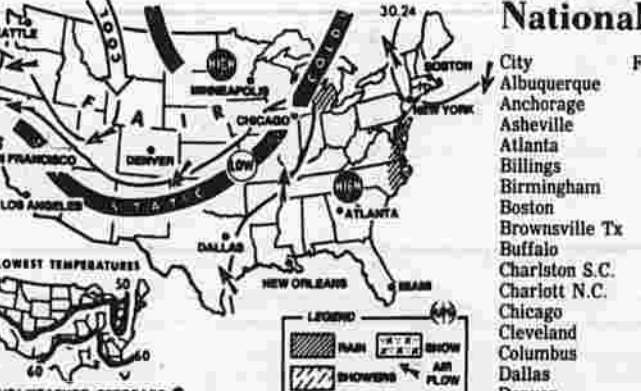 30.24
COOL
COLD
BOSTON
HIGH
MINNEAPOLIS
NEW YORK
F A I R
CHICAGO
DENVER
LOW
FRANCISCO
STATIC
HIGH
LOS ANGELES
ATLANTA
DALLAS
LOWEST TEMPERATURES
50
NEW ORLEANS
MIAMI
LEGEND
RAIN
SNOW
SHOWERS
AIR FLOW
60
60
National
City
Albuquerque
Anchorage
Asheville
Atlanta
Billings
Birmingham
Boston
Brownsville Tx
Buffalo
Charlston S.C.
Charlott N.C.
Chicago
Cleveland
Columbus
Dallas